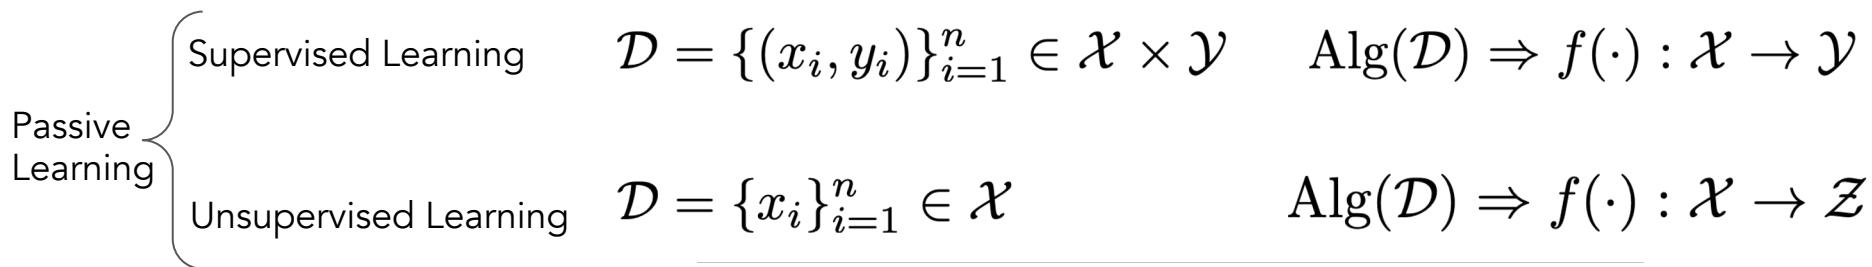 Passive
Learning
Supervised Learning 𝒟 = {(xᵢ, yᵢ)}ⁿᵢ₌₁ ∈ 𝒳 × 𝒴 Alg(𝒟) ⇒ f(·) : 𝒳 → 𝒴
Unsupervised Learning 𝒟 = {xᵢ}ⁿᵢ₌₁ ∈ 𝒳 Alg(𝒟) ⇒ f(·) : 𝒳 → 𝒵